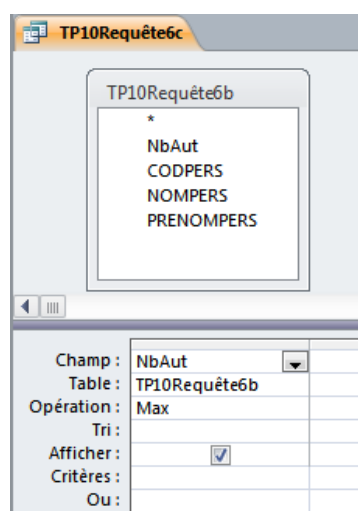 TP10Requête6c
TP10Requête6b
*
NbAut
CODPERS
NOMPERS
PRENOMPERS
Champ : NbAut
Table : TP10Requête6b
Opération : Max
Tri :
Afficher :
Critères :
Ou :